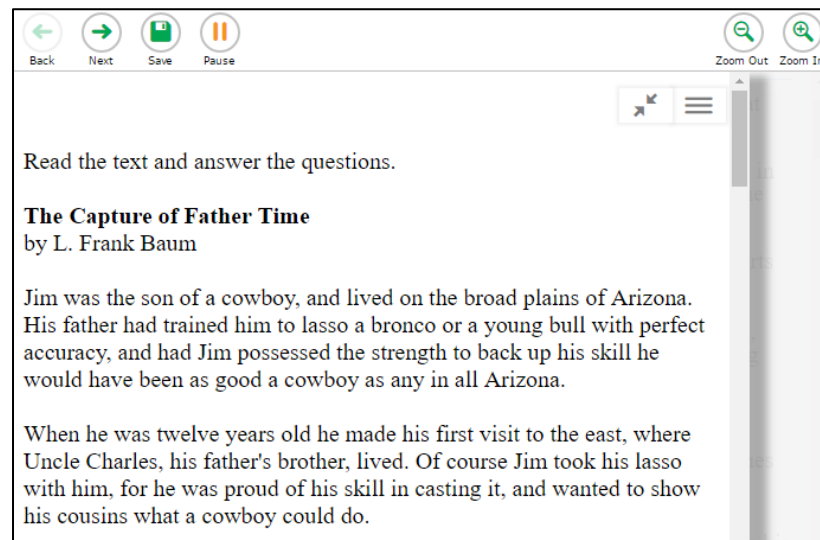 Back Next Save Pause Zoom Out Zoom In
Read the text and answer the questions.
The Capture of Father Time
by L. Frank Baum
Jim was the son of a cowboy, and lived on the broad plains of Arizona.
His father had trained him to lasso a bronco or a young bull with perfect
accuracy, and had Jim possessed the strength to back up his skill he
would have been as good a cowboy as any in all Arizona.
When he was twelve years old he made his first visit to the east, where
Uncle Charles, his father's brother, lived. Of course Jim took his lasso
with him, for he was proud of his skill in casting it, and wanted to show
his cousins what a cowboy could do.